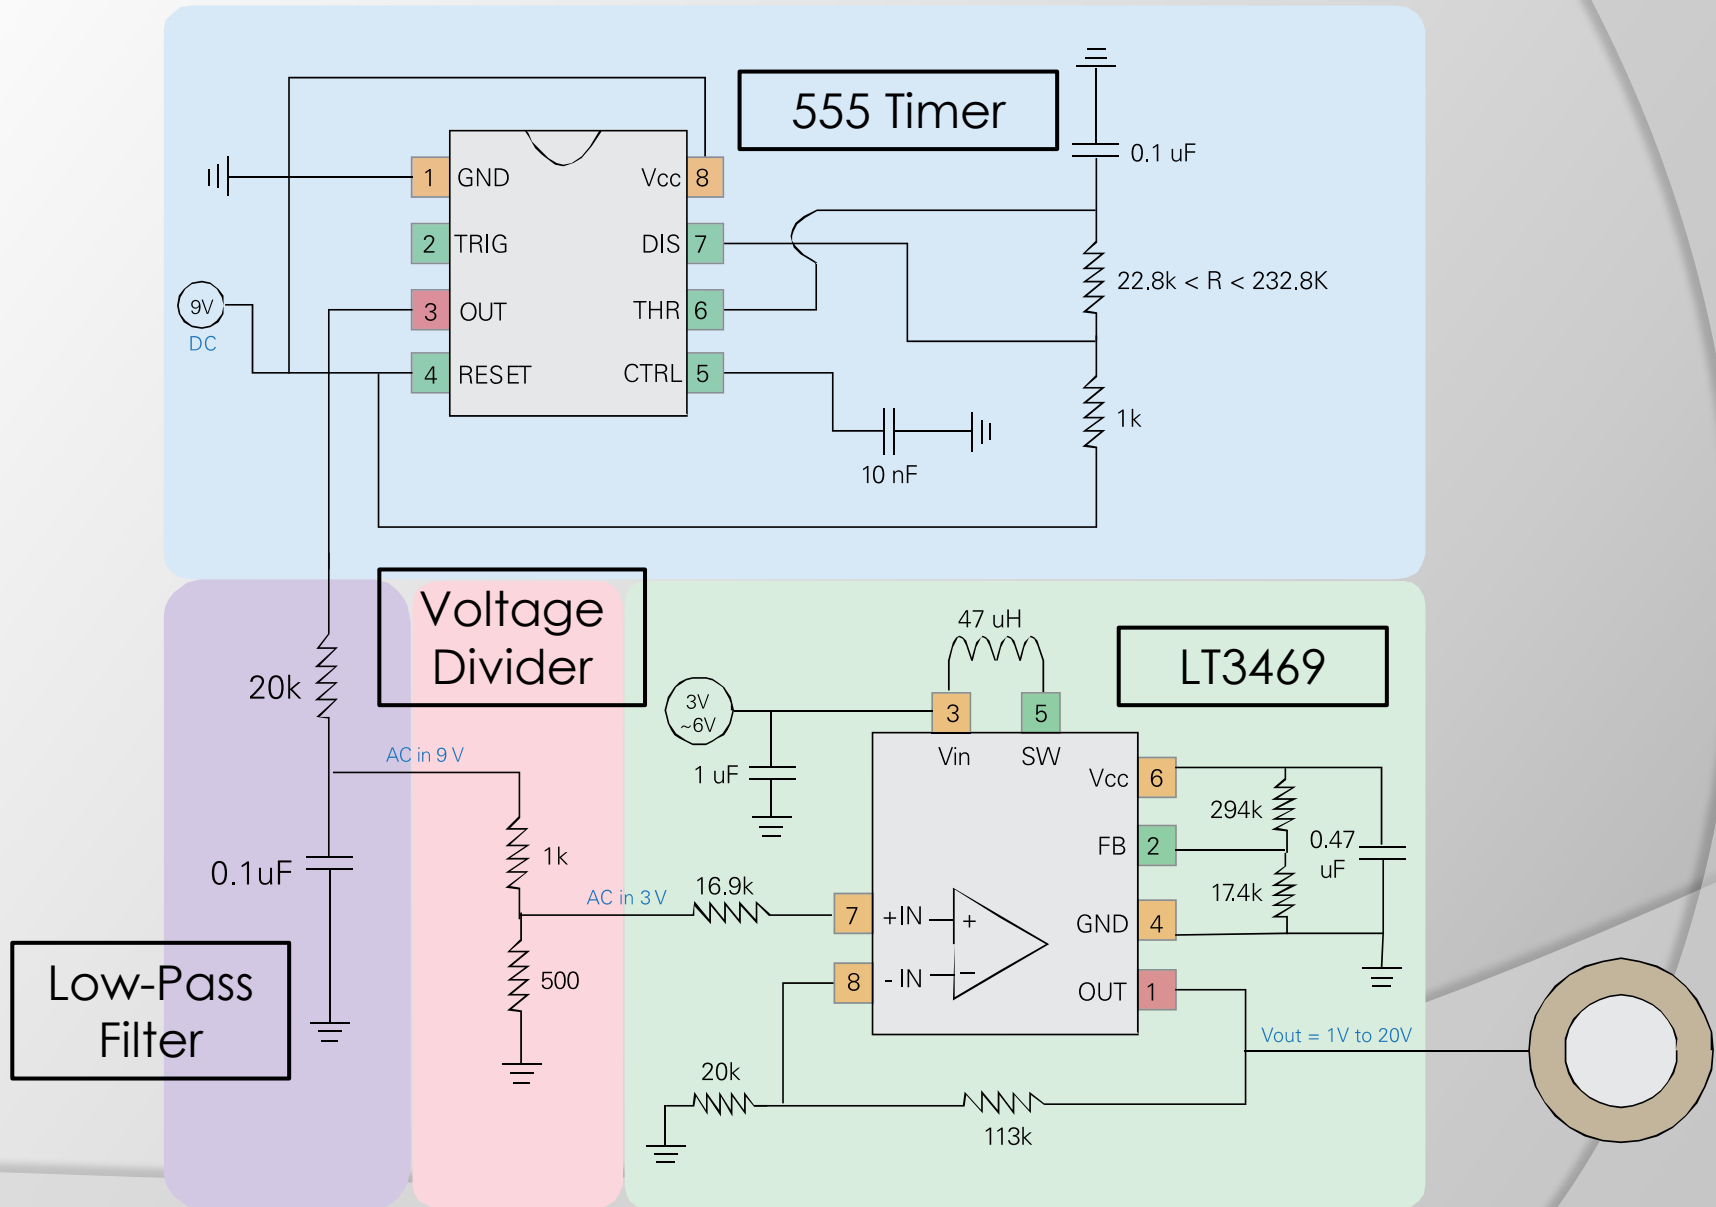 555 Timer
0.1 uF
1 GND
Vcc 8
2 TRIG
DIS 7
22.8k < R < 232.8K
9V
DC
3 OUT
THR 6
4 RESET
CTRL 5
1k
10 nF
Voltage
Divider
47 uH
LT3469
20k
3V
~6V
3
5
Vin
SW
AC in 9 V
1 uF
Vcc 6
294k
FB 2
0.47
uF
1k
0.1uF
AC in 3 V
16.9k
17.4k
7 +IN
+
GND 4
Low-Pass
Filter
500
8 - IN
−
OUT 1
Vout = 1V to 20V
20k
113k